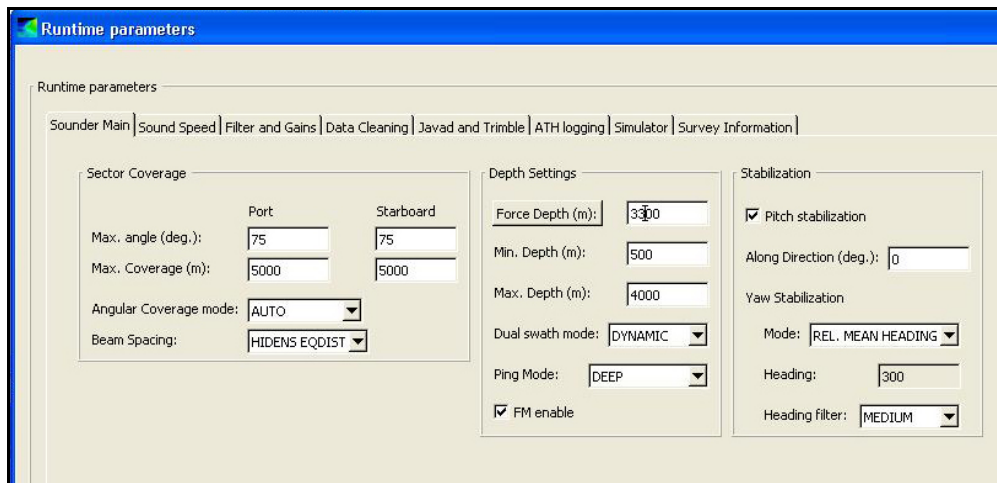 Runtime parameters
Runtime parameters
Sounder Main Sound Speed Filter and Gains Data Cleaning Javad and Trimble ATH logging Simulator Survey Information
Sector Coverage
Port Starboard
Max. angle (deg.): 75 75
Max. Coverage (m): 5000 5000
Angular Coverage mode: AUTO
Beam Spacing: HIDENS EQDIST
Depth Settings
Force Depth (m): 3300
Min. Depth (m): 500
Max. Depth (m): 4000
Dual swath mode: DYNAMIC
Ping Mode: DEEP
FM enable
Stabilization
Pitch stabilization
Along Direction (deg.): 0
Yaw Stabilization
Mode: REL. MEAN HEADING
Heading: 300
Heading filter: MEDIUM